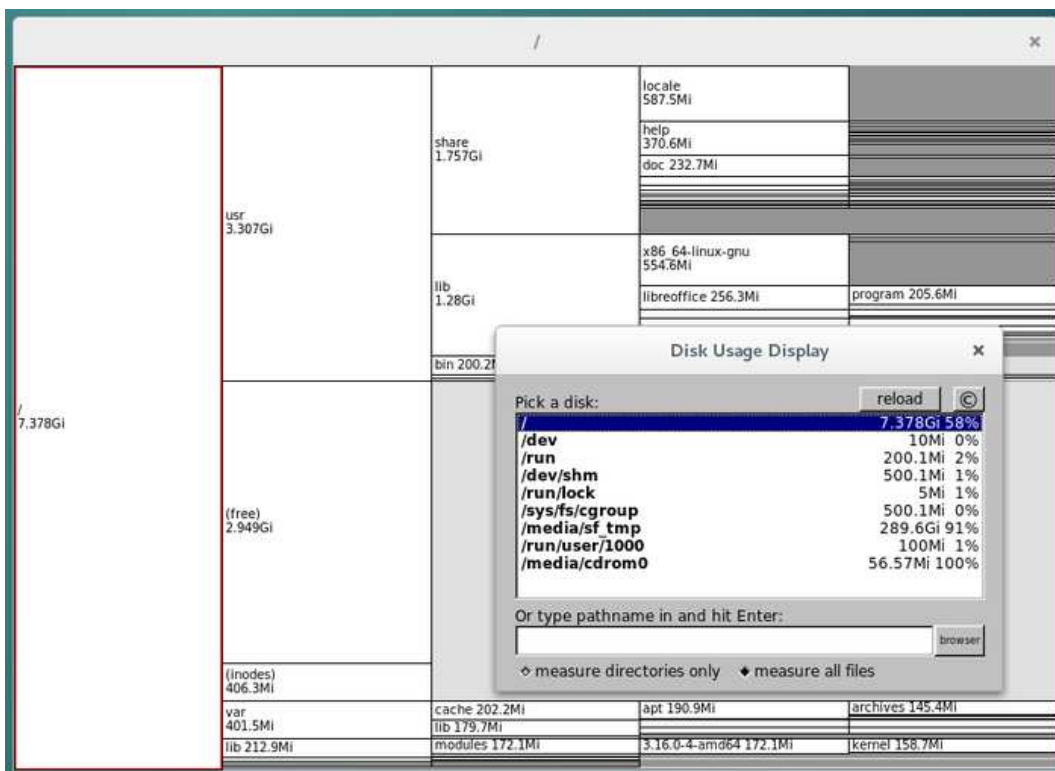 /
/
7.378Gi
usr
3.307Gi
(free)
2.949Gi
(inodes)
406.3Mi
var
401.5Mi
lib 212.9Mi
share
1.757Gi
lib
1.28Gi
bin 200.2
cache 202.2Mi
lib 179.7Mi
modules 172.1Mi
locale
587.5Mi
help
370.6Mi
doc 232.7Mi
x86_64-linux-gnu
554.6Mi
libreoffice 256.3Mi
apt 190.9Mi
3.16.0-4-amd64 172.1Mi
program 205.6Mi
archives 145.4Mi
kernel 158.7Mi
Disk Usage Display
Pick a disk:
reload ©
/ 7.378Gi 58%
/dev 10Mi 0%
/run 200.1Mi 2%
/dev/shm 500.1Mi 1%
/run/lock 5Mi 1%
/sys/fs/cgroup 500.1Mi 0%
/media/sf_tmp 289.6Gi 91%
/run/user/1000 100Mi 1%
/media/cdrom0 56.57Mi 100%
Or type pathname in and hit Enter:
browser
measure directories only measure all files